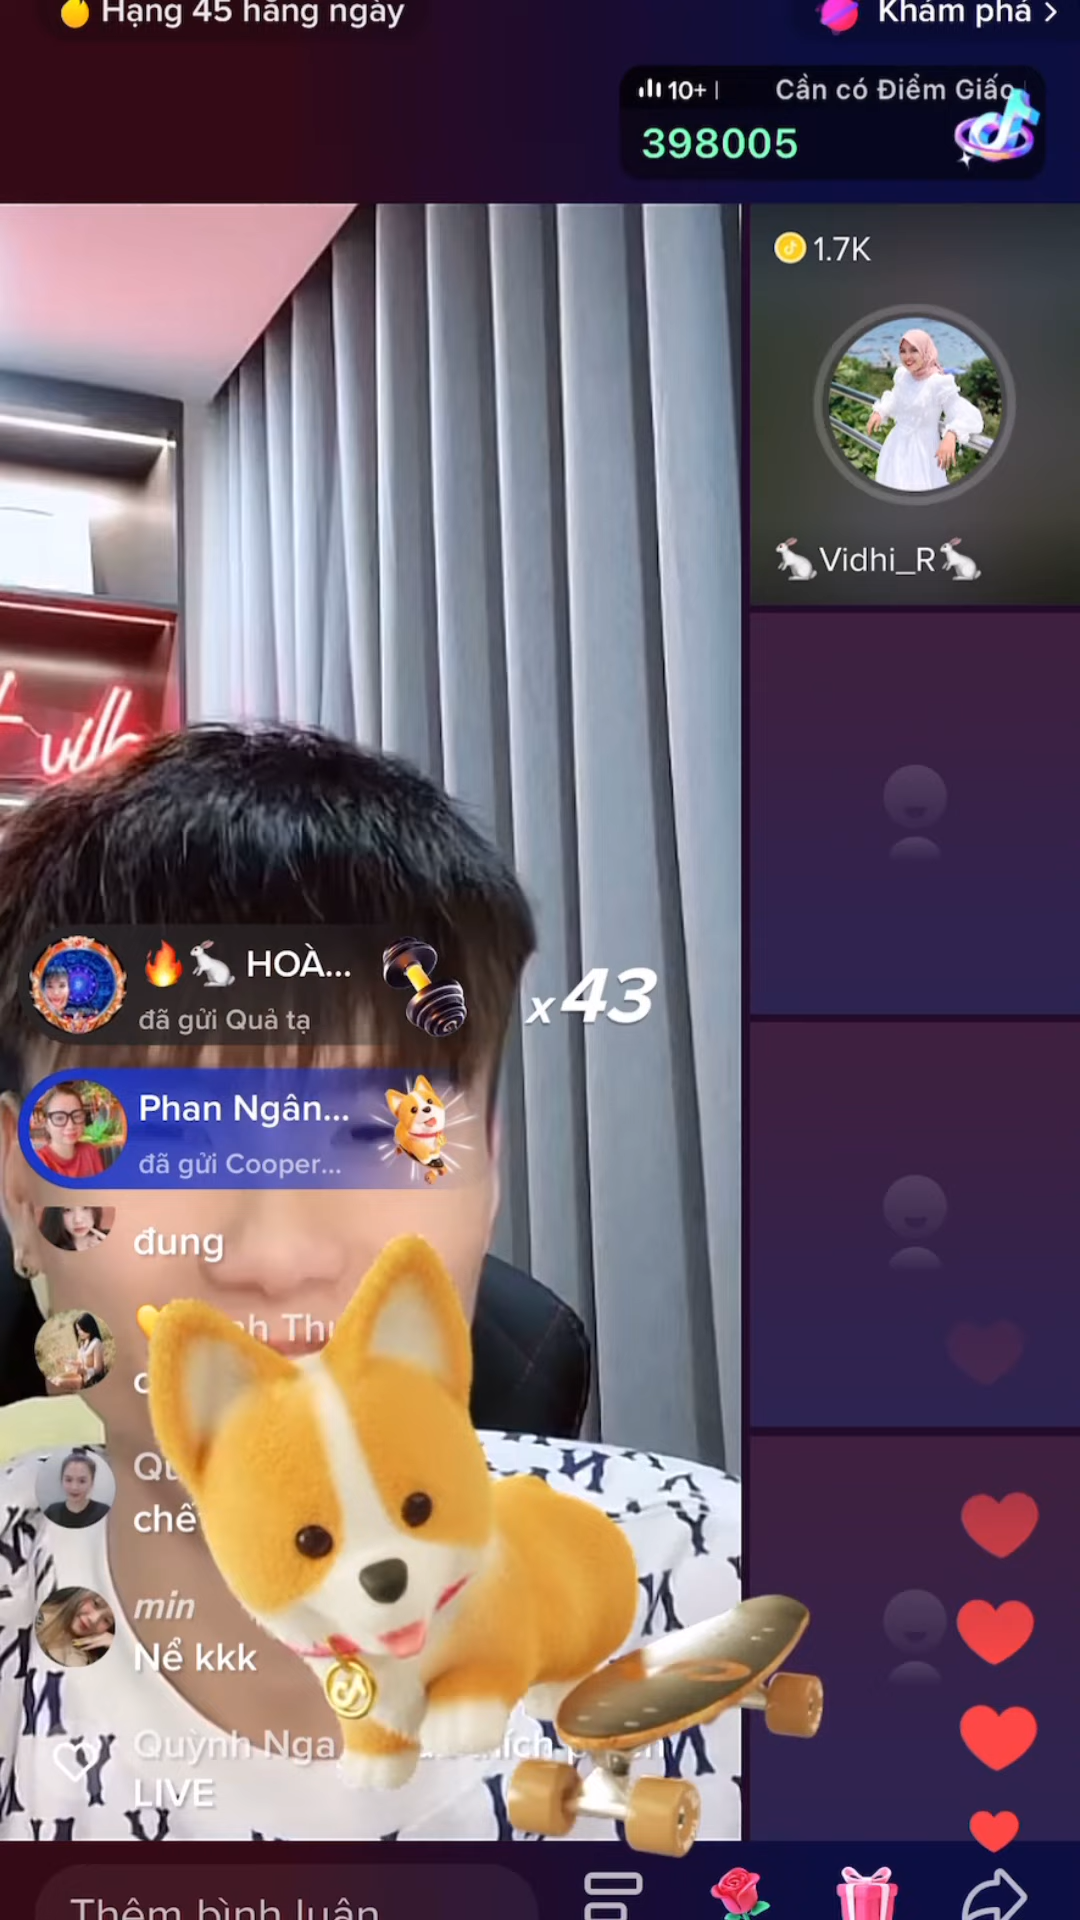 Hạng 45 hằng ngày
Khám phá
10+
Cần có Điểm Giấc
398005
1.7K
Vidhi_R
HOÀ...
đã gửi Quả tạ
x43
Phan Ngân...
đã gửi Cooper...
đung
min
Nể kkk
Quỳnh Nga
LIVE
Thêm bình luận